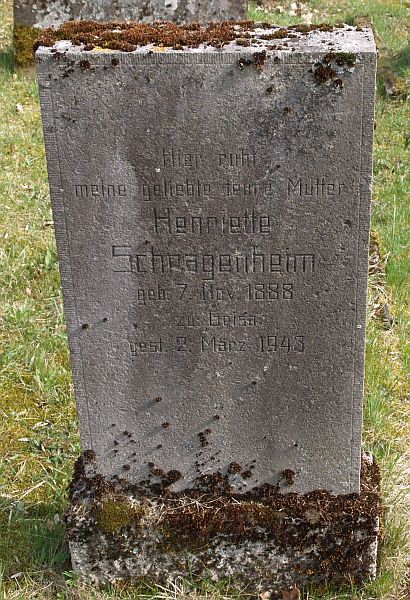 Hier ruht
meine geliebte teure Mutter
Henriette
Schragenheim
geb. 7. Nov. 1888
zu Geisa
gest. 2. März 1943